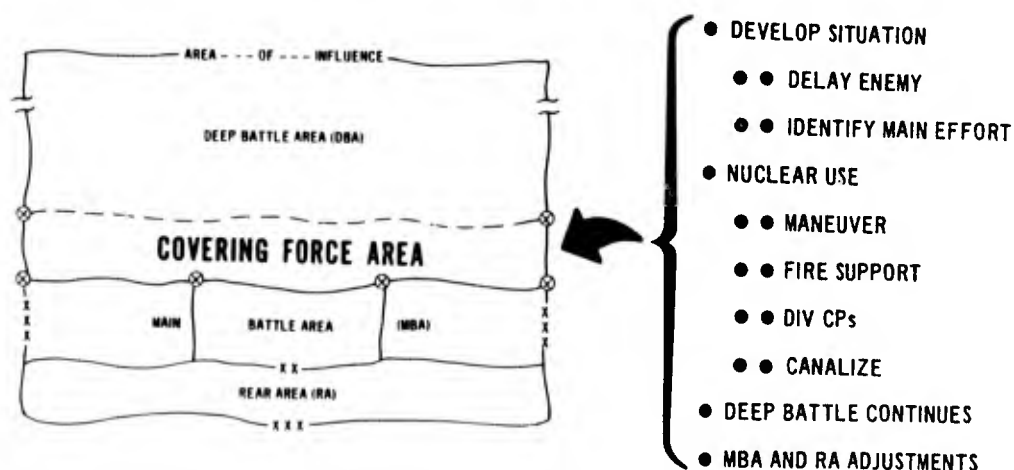 AREA - - - OF - - - INFLUENCE
DEEP BATTLE AREA (DBA)
COVERING FORCE AREA
MAIN BATTLE AREA (MBA)
X
X
X
X
X
X
X X
REAR AREA (RA)
X X X
● DEVELOP SITUATION
● ● DELAY ENEMY
● ● IDENTIFY MAIN EFFORT
● NUCLEAR USE
● ● MANEUVER
● ● FIRE SUPPORT
● ● DIV CPs
● ● CANALIZE
● DEEP BATTLE CONTINUES
● MBA AND RA ADJUSTMENTS